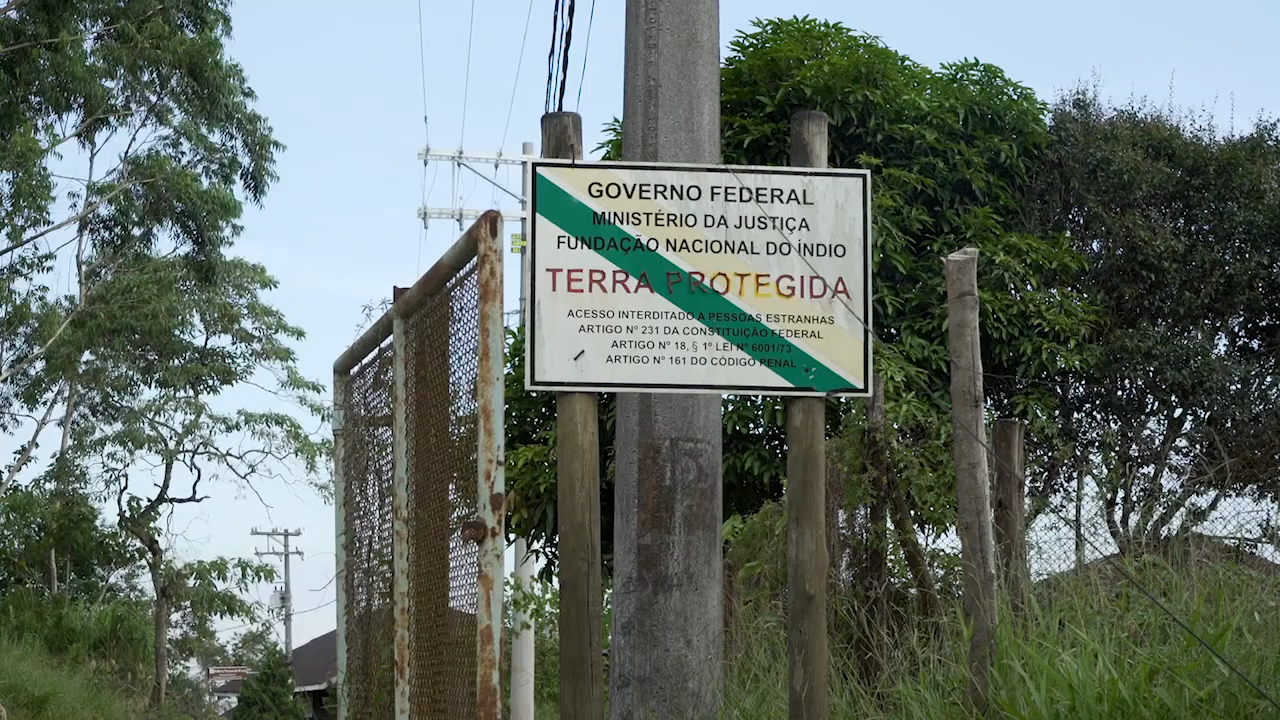 GOVERNO FEDERAL
MINISTÉRIO DA JUSTIÇA
FUNDAÇÃO NACIONAL DO ÍNDIO
TERRA PROTEGIDA
ACESSO INTERDITADO A PESSOAS ESTRANHAS
ARTIGO Nº 231 DA CONSTITUIÇÃO FEDERAL
ARTIGO Nº 18, § 1º LEI Nº 6001/73
ARTIGO Nº 161 DO CÓDIGO PENAL